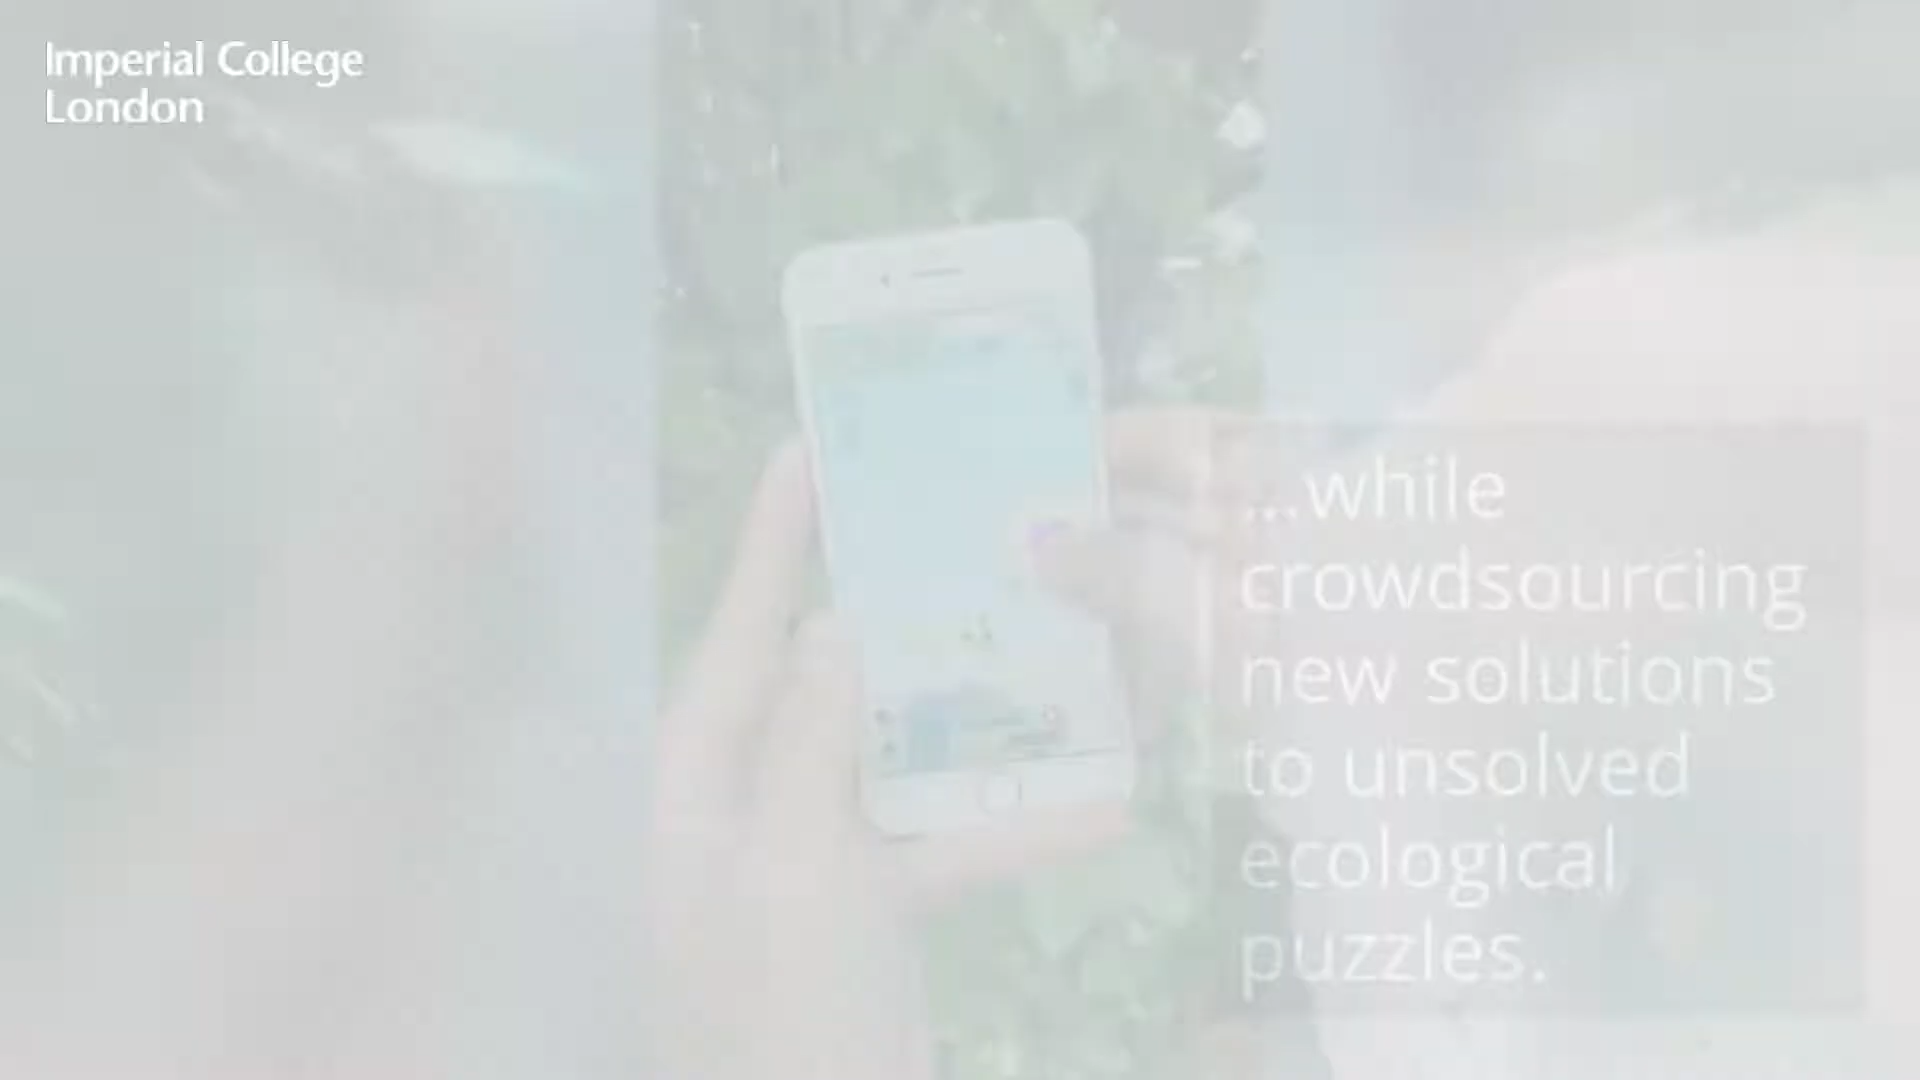 Imperial College
London
...while
crowdsourcing
new solutions
to unsolved
ecological
puzzles.